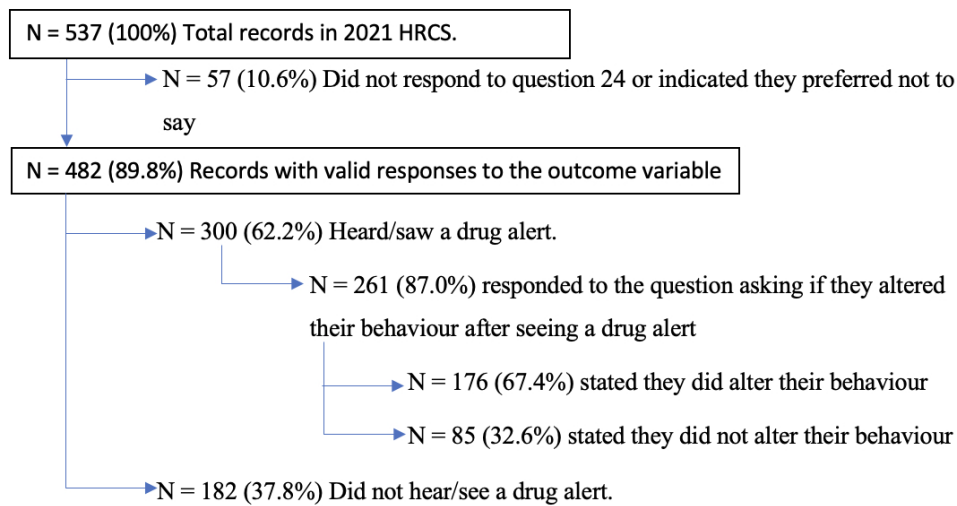 N = 537 (100%) Total records in 2021 HRCS.
N = 57 (10.6%) Did not respond to question 24 or indicated they preferred not to
say
N = 482 (89.8%) Records with valid responses to the outcome variable
N = 300 (62.2%) Heard/saw a drug alert.
N = 261 (87.0%) responded to the question asking if they altered
their behaviour after seeing a drug alert
N = 176 (67.4%) stated they did alter their behaviour
N = 85 (32.6%) stated they did not alter their behaviour
N = 182 (37.8%) Did not hear/see a drug alert.